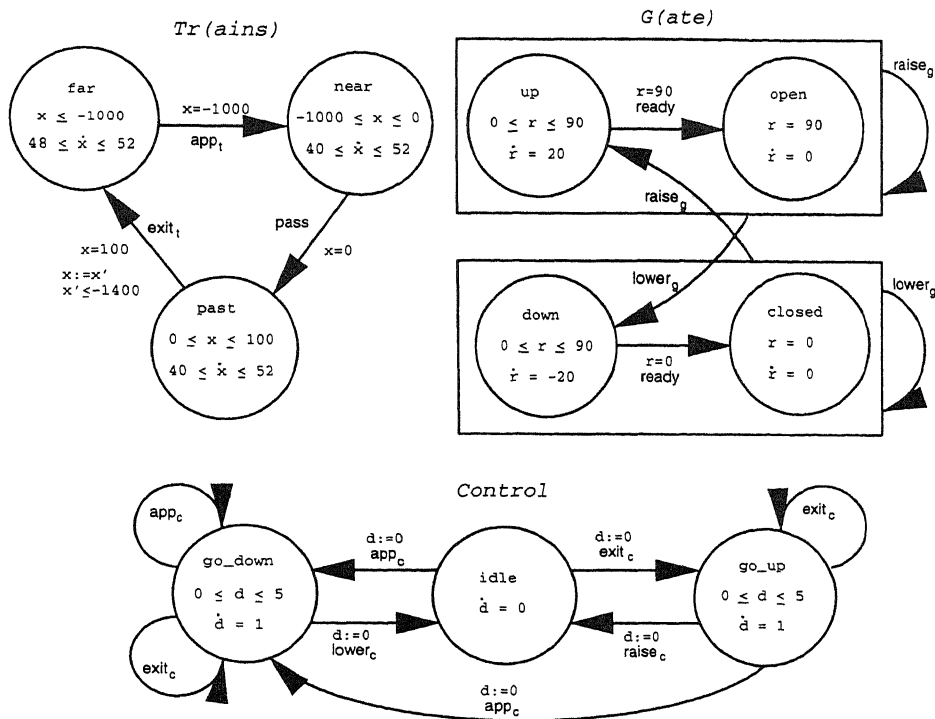 Tr(ains)
far
x ≤ -1000
48 ≤ ẋ ≤ 52
x=-1000
app_t
near
-1000 ≤ x ≤ 0
40 ≤ ẋ ≤ 52
exit_t
x=100
x:=x'
x'≤-1400
pass
x=0
past
0 ≤ x ≤ 100
40 ≤ ẋ ≤ 52
G(ate)
up
0 ≤ r ≤ 90
ṙ = 20
r=90
ready
open
r = 90
ṙ = 0
raise_g
raise_g
lower_g
down
0 ≤ r ≤ 90
ṙ = -20
r=0
ready
closed
r = 0
ṙ = 0
lower_g
Control
app_c
go_down
0 ≤ d ≤ 5
ḋ = 1
exit_c
d:=0
app_c
d:=0
lower_c
idle
ḋ = 0
d:=0
exit_c
d:=0
raise_c
go_up
0 ≤ d ≤ 5
ḋ = 1
exit_c
d:=0
app_c